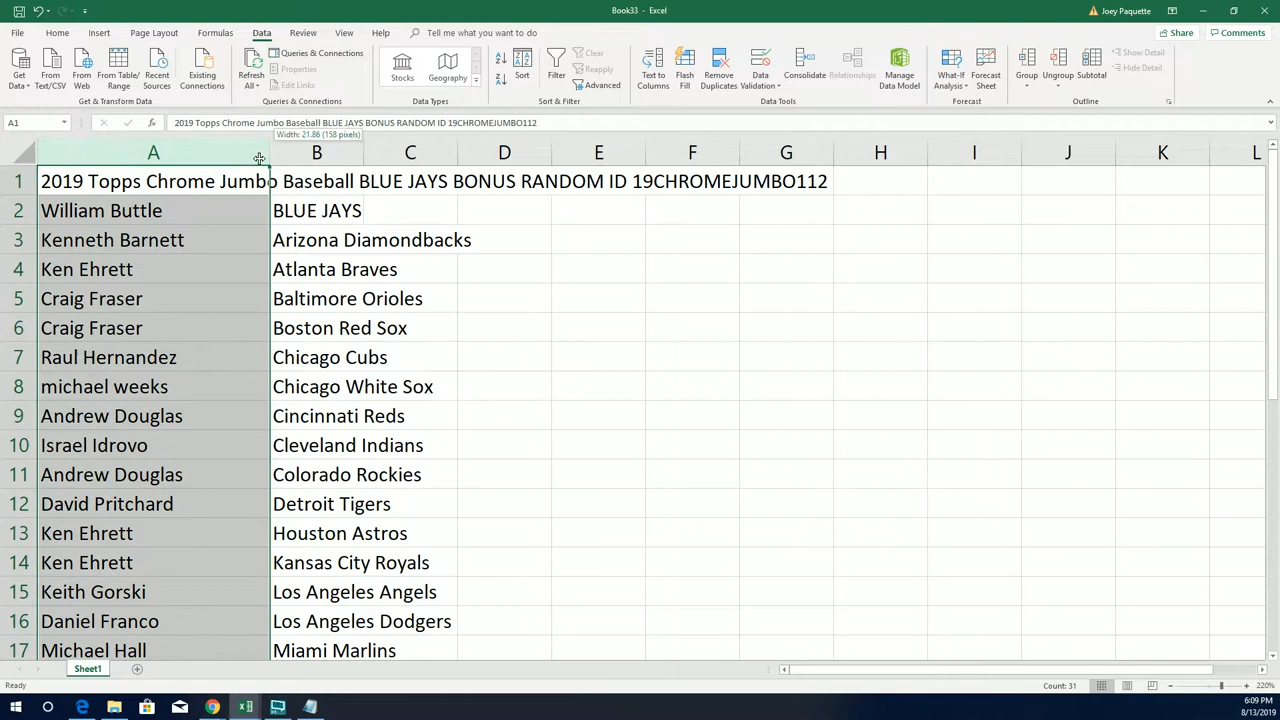 Book33 - Excel
Joey Paquette
File Home Insert Page Layout Formulas Data Review View Help Tell me what you want to do
Share Comments
Get Data
From Text/CSV
From Web
From Table/Range
Recent Sources
Existing Connections
Get & Transform Data
Refresh All
Queries & Connections
Properties
Edit Links
Queries & Connections
Stocks
Geography
Data Types
Sort
Filter
Clear
Reapply
Advanced
Sort & Filter
Text to Columns
Flash Fill
Remove Duplicates
Data Validation
Consolidate
Relationships
Manage Data Model
Data Tools
What-If Analysis
Forecast Sheet
Forecast
Group
Ungroup
Subtotal
Show Detail
Hide Detail
Outline
A1 fx 2019 Topps Chrome Jumbo Baseball BLUE JAYS BONUS RANDOM ID 19CHROMEJUMBO112
Width: 21.86 (158 pixels)
A B C D E F G H I J K L
1 2019 Topps Chrome Jumbo Baseball BLUE JAYS BONUS RANDOM ID 19CHROMEJUMBO112
2 William Buttle BLUE JAYS
3 Kenneth Barnett Arizona Diamondbacks
4 Ken Ehrett Atlanta Braves
5 Craig Fraser Baltimore Orioles
6 Craig Fraser Boston Red Sox
7 Raul Hernandez Chicago Cubs
8 michael weeks Chicago White Sox
9 Andrew Douglas Cincinnati Reds
10 Israel Idrovo Cleveland Indians
11 Andrew Douglas Colorado Rockies
12 David Pritchard Detroit Tigers
13 Ken Ehrett Houston Astros
14 Ken Ehrett Kansas City Royals
15 Keith Gorski Los Angeles Angels
16 Daniel Franco Los Angeles Dodgers
17 Michael Hall Miami Marlins
Sheet1
Ready Count: 31 220%
6:09 PM
8/13/2019